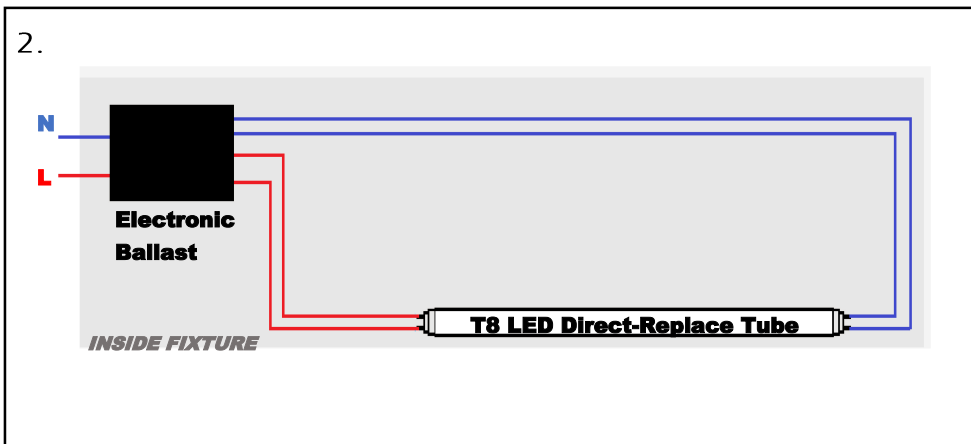 2.
N
L
Electronic
Ballast
T8 LED Direct-Replace Tube
INSIDE FIXTURE